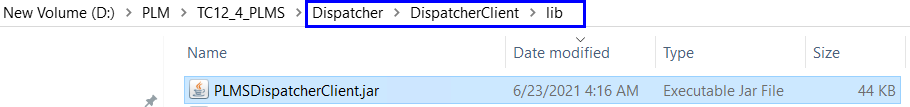 New Volume (D:) > PLM > TC12_4_PLMS > Dispatcher > DispatcherClient > lib
Name Date modified Type Size
PLMSDispatcherClient.jar 6/23/2021 4:16 AM Executable Jar File 44 KB